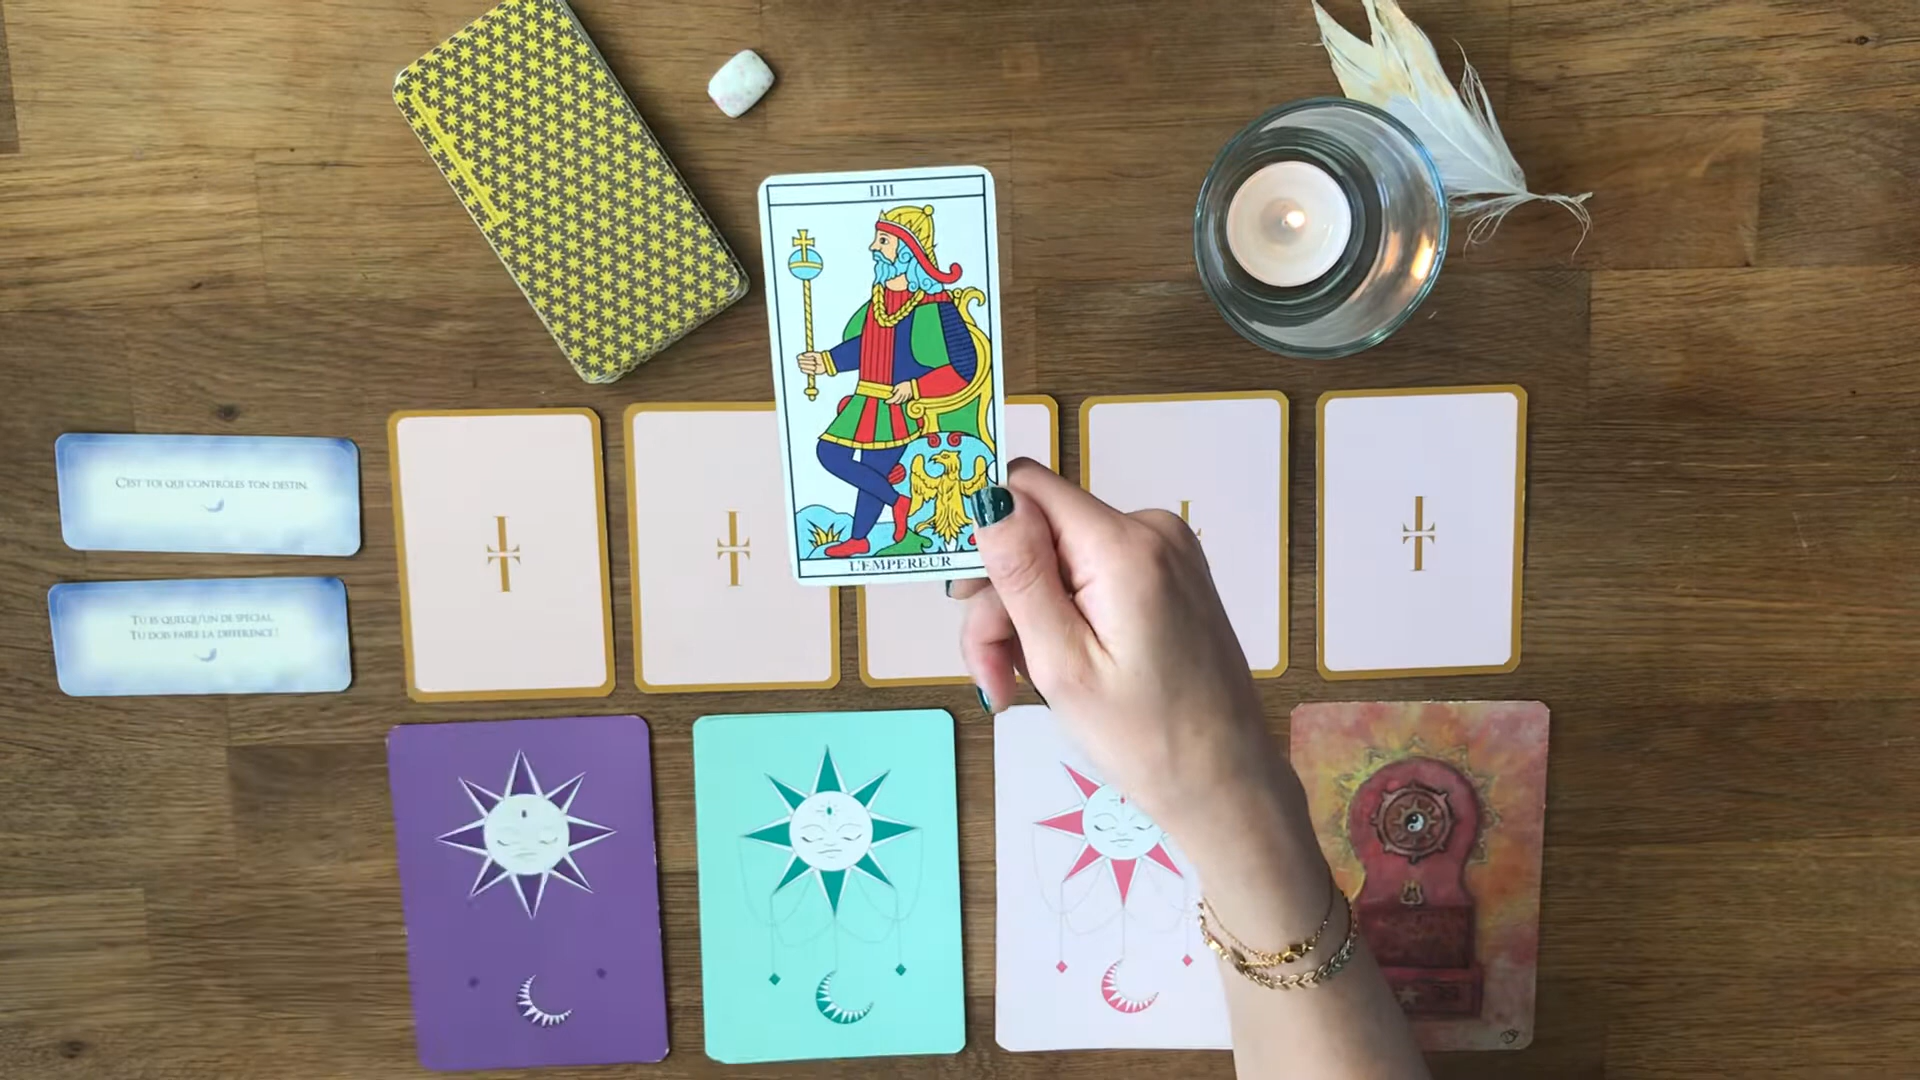 IIII
L'EMPEREUR
C'EST TOI QUI CONTRÔLES TON DESTIN.
TU ES QUELQU'UN DE SPÉCIAL,
TU DOIS FAIRE LA DIFFÉRENCE !